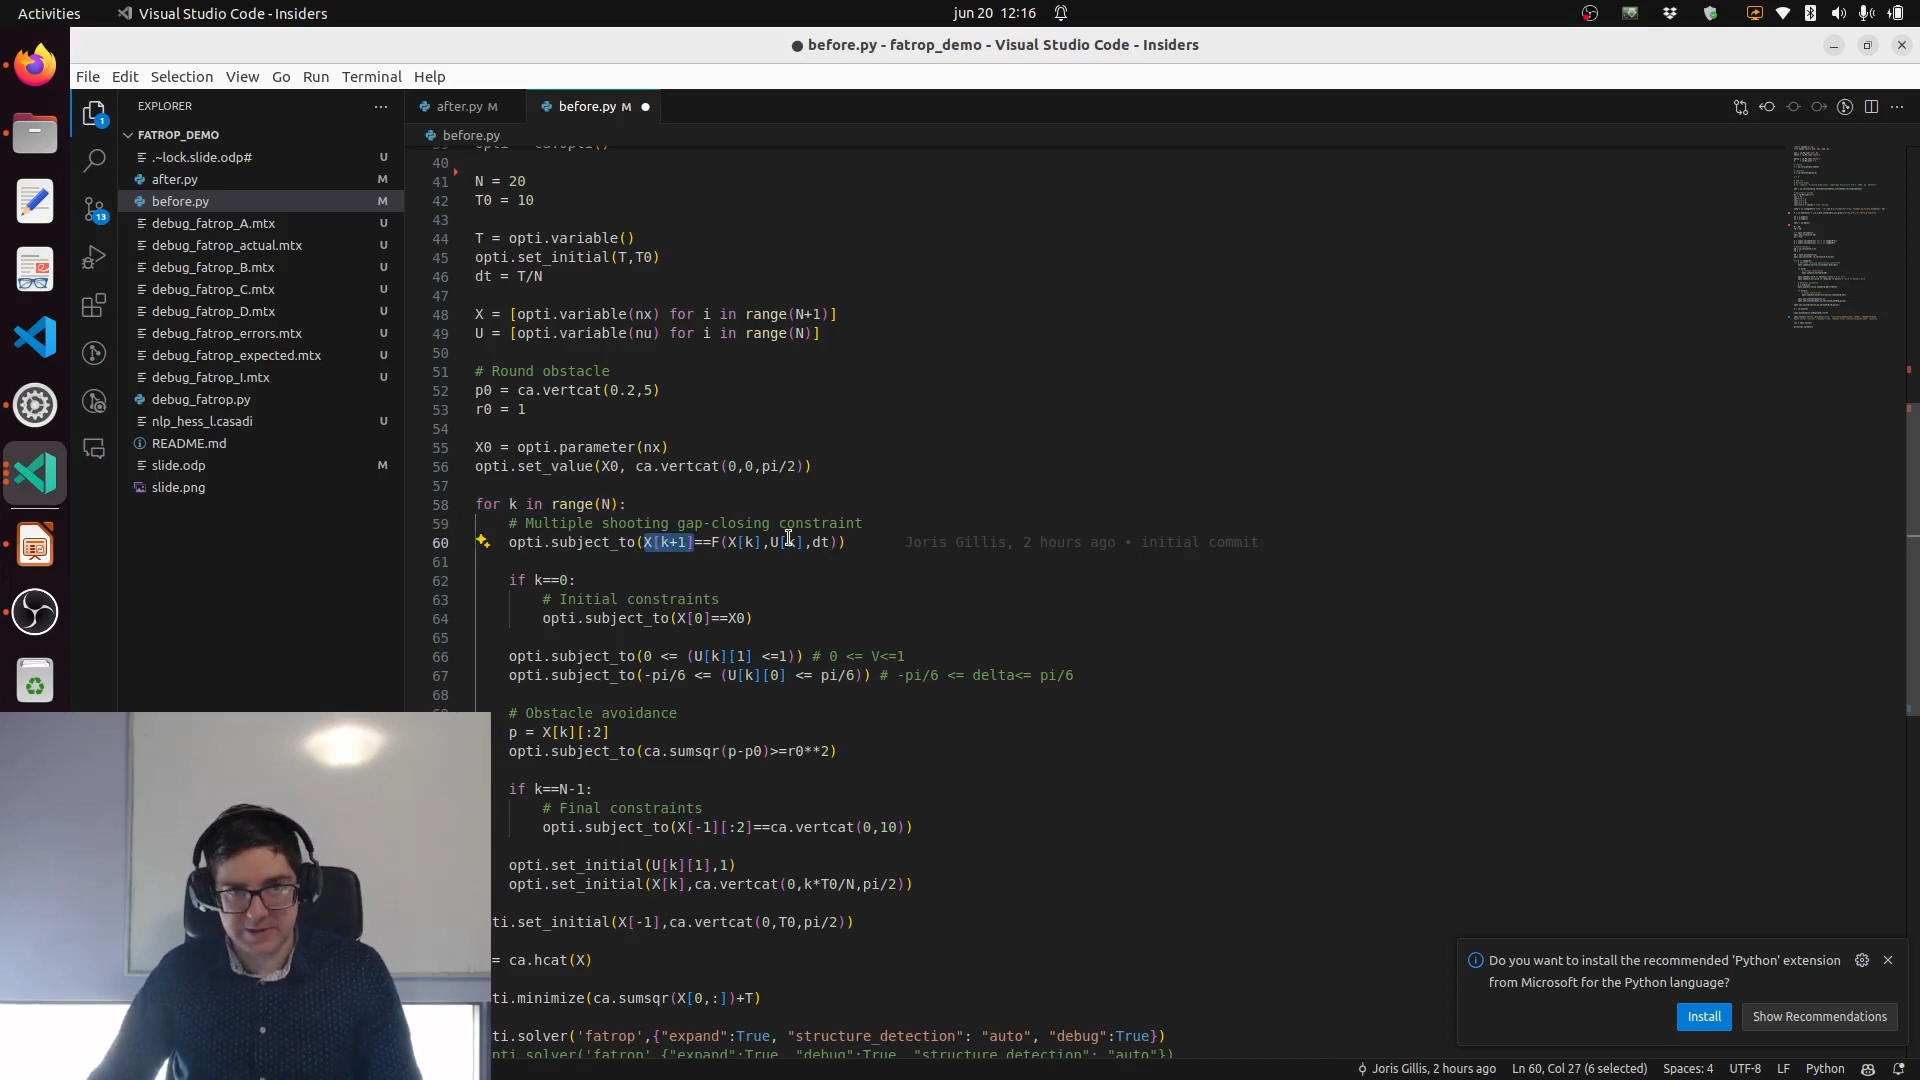 Activities
Visual Studio Code - Insiders
jun 20 12:16
before.py - fatrop_demo - Visual Studio Code - Insiders
File Edit Selection View Go Run Terminal Help
EXPLORER
FATROP_DEMO
.~lock.slide.odp# U
after.py M
before.py M
debug_fatrop_A.mtx U
debug_fatrop_actual.mtx U
debug_fatrop_B.mtx U
debug_fatrop_C.mtx U
debug_fatrop_D.mtx U
debug_fatrop_errors.mtx U
debug_fatrop_expected.mtx U
debug_fatrop_I.mtx U
debug_fatrop.py
nlp_hess_l.casadi U
README.md
slide.odp M
slide.png
1
13
after.py M
before.py M
before.py
40
41 N = 20
42 T0 = 10
43
44 T = opti.variable()
45 opti.set_initial(T,T0)
46 dt = T/N
47
48 X = [opti.variable(nx) for i in range(N+1)]
49 U = [opti.variable(nu) for i in range(N)]
50
51 # Round obstacle
52 p0 = ca.vertcat(0.2,5)
53 r0 = 1
54
55 X0 = opti.parameter(nx)
56 opti.set_value(X0, ca.vertcat(0,0,pi/2))
57
58 for k in range(N):
59 # Multiple shooting gap-closing constraint
60 opti.subject_to(X[k+1]==F(X[k],U[k],dt)) Joris Gillis, 2 hours ago • initial commit
61
62 if k==0:
63 # Initial constraints
64 opti.subject_to(X[0]==X0)
65
66 opti.subject_to(0 <= (U[k][1] <=1)) # 0 <= V<=1
67 opti.subject_to(-pi/6 <= (U[k][0] <= pi/6)) # -pi/6 <= delta<= pi/6
68
# Obstacle avoidance
p = X[k][:2]
opti.subject_to(ca.sumsqr(p-p0)>=r0**2)
if k==N-1:
# Final constraints
opti.subject_to(X[-1][:2]==ca.vertcat(0,10))
opti.set_initial(U[k][1],1)
opti.set_initial(X[k],ca.vertcat(0,k*T0/N,pi/2))
ti.set_initial(X[-1],ca.vertcat(0,T0,pi/2))
= ca.hcat(X)
ti.minimize(ca.sumsqr(X[0,:])+T)
ti.solver('fatrop',{"expand":True, "structure_detection": "auto", "debug":True})
pti.solver('fatrop',{"expand":True, "debug":True, "structure_detection": "auto"})
Do you want to install the recommended 'Python' extension
from Microsoft for the Python language?
Install
Show Recommendations
Joris Gillis, 2 hours ago
Ln 60, Col 27 (6 selected)
Spaces: 4
UTF-8
LF
Python